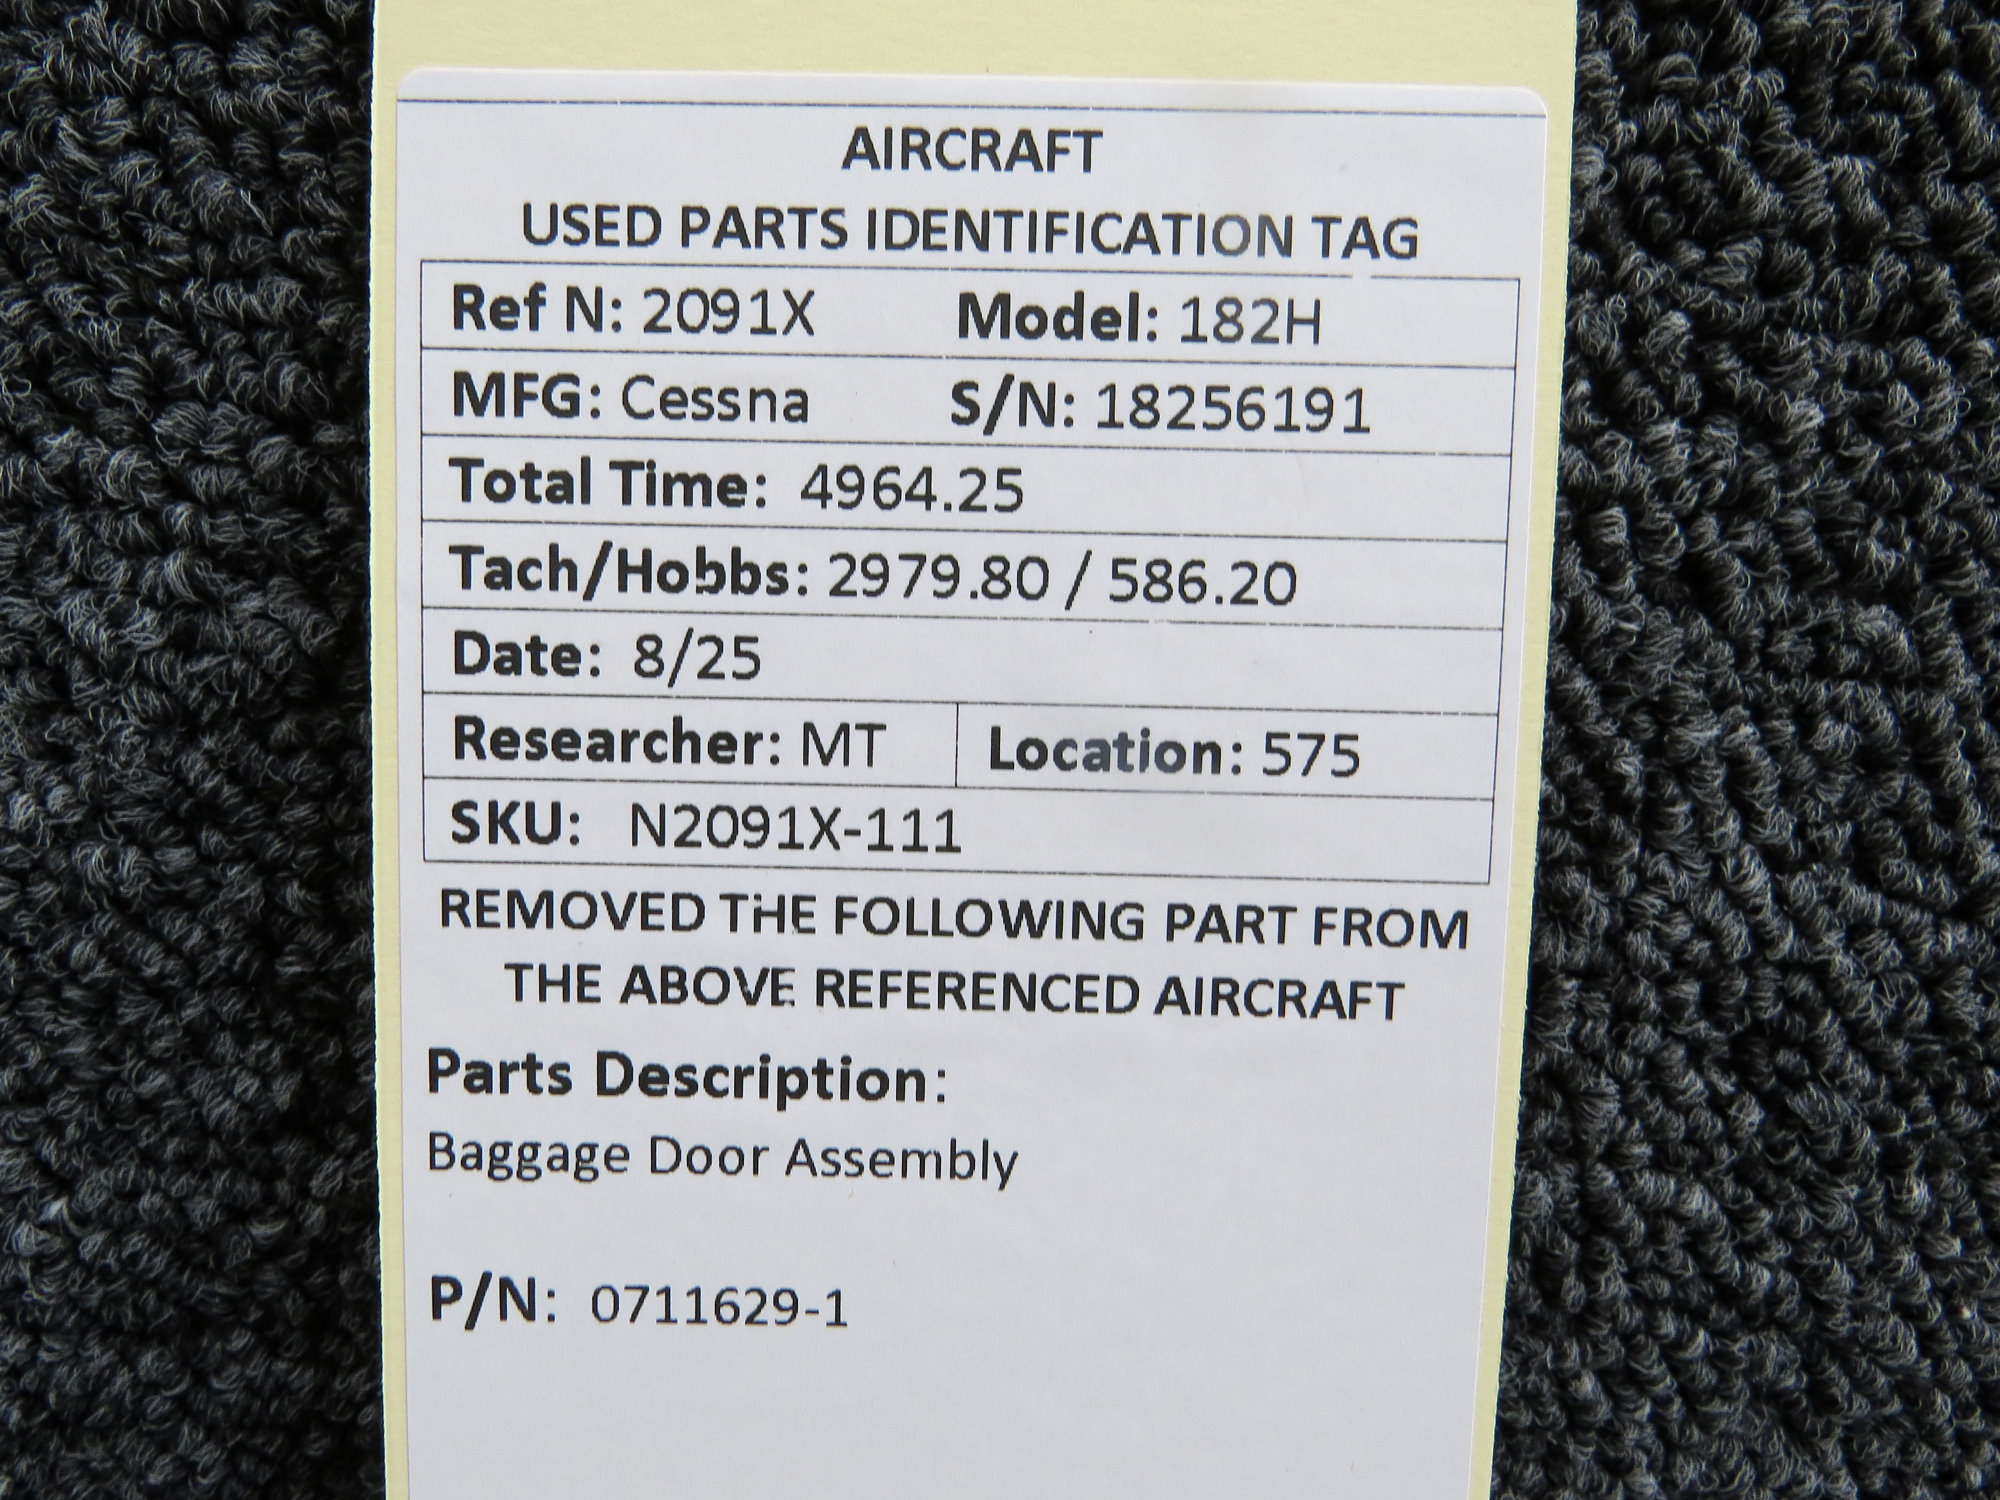 AIRCRAFT
USED PARTS IDENTIFICATION TAG
Ref N: 2091X Model: 182H
MFG: Cessna S/N: 18256191
Total Time: 4964.25
Tach/Hobbs: 2979.80 / 586.20
Date: 8/25
Researcher: MT Location: 575
SKU: N2091X-111
REMOVED THE FOLLOWING PART FROM
THE ABOVE REFERENCED AIRCRAFT
Parts Description:
Baggage Door Assembly
P/N: 0711629-1